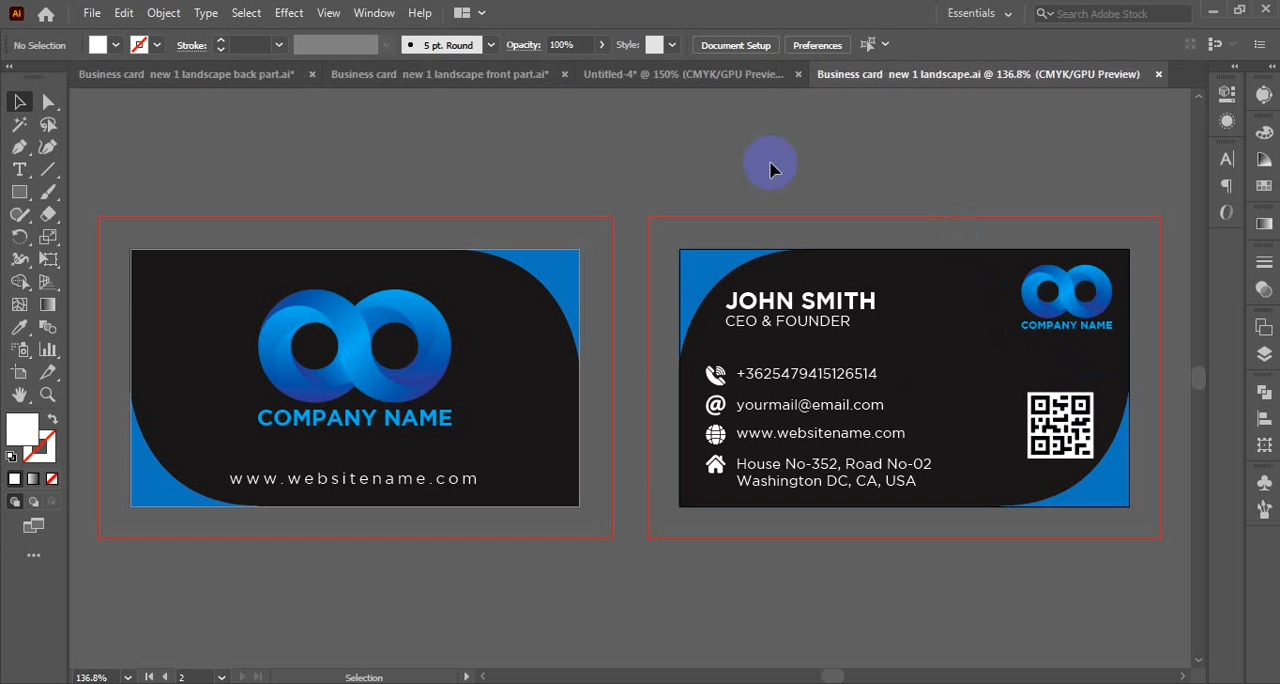 Ai File Edit Object Type Select Effect View Window Help Essentials Search Adobe Stock
No Selection Stroke: 5 pt. Round Opacity: 100% Style: Document Setup Preferences
Business card new 1 landscape back part.ai* × Business card new 1 landscape front part.ai* × Untitled-4* @ 150% (CMYK/GPU Previe... × Business card new 1 landscape.ai @ 136.8% (CMYK/GPU Preview) ×
COMPANY NAME
www.websitename.com
JOHN SMITH
CEO & FOUNDER
COMPANY NAME
+3625479415126514
yourmail@email.com
www.websitename.com
House No-352, Road No-02
Washington DC, CA, USA
136.8% 2 Selection